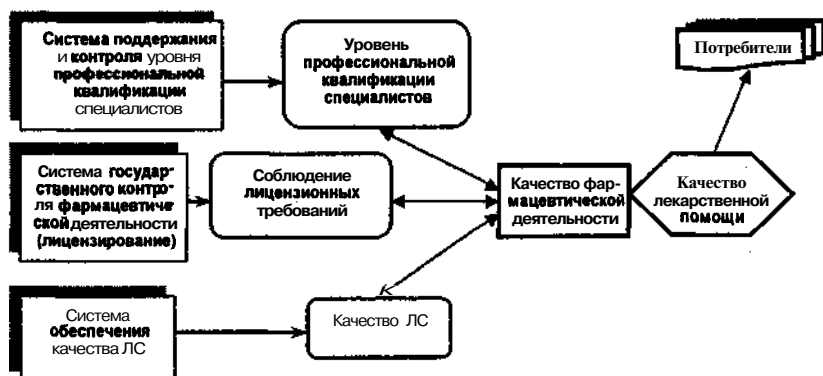 Система поддержания
и контроля уровня
профессиональной
квалификации
специалистов
Уровень
профессиональной
квалификации
специалистов
Потребители
Система государ-
ственного контро-
ля фармацевтиче-
ской деятельности
(лицензирование)
Соблюдение
лицензионных
требований
Качество фар-
мацевтической
деятельности
Качество
лекарственной
помощи
Система
обеспечения
качества ЛС
Качество ЛС